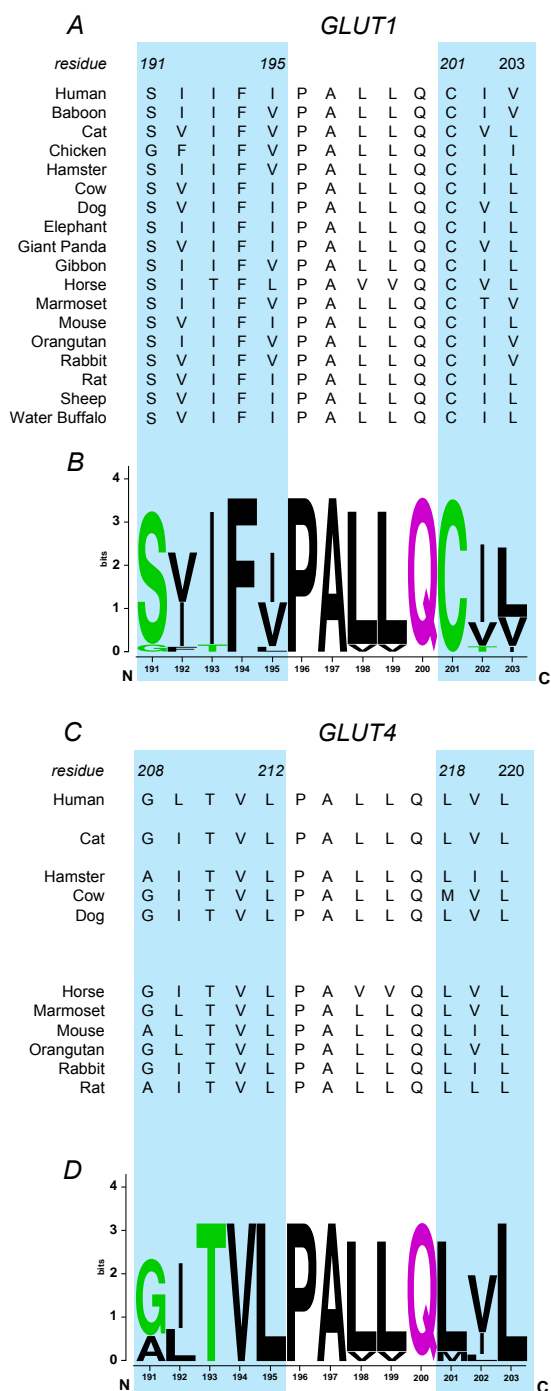 A GLUT1
residue 191 195 201 203
Human S I I F I P A L L Q C I V
Baboon S I I F V P A L L Q C I V
Cat S V I F V P A L L Q C V L
Chicken G F I F V P A L L Q C I I
Hamster S I I F V P A L L Q C I L
Cow S V I F I P A L L Q C I L
Dog S V I F I P A L L Q C V L
Elephant S I I F I P A L L Q C I L
Giant Panda S V I F I P A L L Q C V L
Gibbon S I I F V P A L L Q C I L
Horse S I T F L P A V V Q C V L
Marmoset S I I F V P A L L Q C T V
Mouse S V I F I P A L L Q C I L
Orangutan S I I F V P A L L Q C I V
Rabbit S V I F V P A L L Q C I V
Rat S V I F I P A L L Q C I L
Sheep S V I F I P A L L Q C I L
Water Buffalo S V I F I P A L L Q C I L
B
4
3
2
1
0
bits
S V I F I P A L L Q C I L
G I T V V V V V
F L T I
N 191 192 193 194 195 196 197 198 199 200 201 202 203 C
C GLUT4
residue 208 212 218 220
Human G L T V L P A L L Q L V L
Cat G I T V L P A L L Q L V L
Hamster A I T V L P A L L Q L I L
Cow G I T V L P A L L Q M V L
Dog G I T V L P A L L Q L V L
Horse G I T V L P A V V Q L V L
Marmoset G L T V L P A L L Q L V L
Mouse A L T V L P A L L Q L I L
Orangutan G L T V L P A L L Q L V L
Rabbit G I T V L P A L L Q L I L
Rat A I T V L P A L L Q L L L
D
4
3
2
1
0
bits
G I T V L P A L L Q L V L
A L V V M I
L
N 191 192 193 194 195 196 197 198 199 200 201 202 203 C